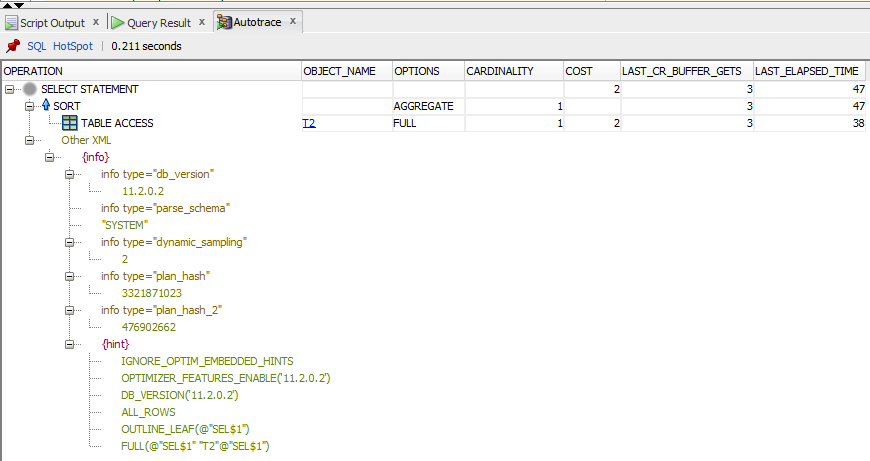 Script Output x Query Result x Autotrace x
SQL HotSpot | 0.211 seconds
OPERATION OBJECT_NAME OPTIONS CARDINALITY COST LAST_CR_BUFFER_GETS LAST_ELAPSED_TIME
SELECT STATEMENT 2 3 47
SORT AGGREGATE 1 3 47
TABLE ACCESS T2 FULL 1 2 3 38
Other XML
{info}
info type="db_version"
11.2.0.2
info type="parse_schema"
"SYSTEM"
info type="dynamic_sampling"
2
info type="plan_hash"
3321871023
info type="plan_hash_2"
476902662
{hint}
IGNORE_OPTIM_EMBEDDED_HINTS
OPTIMIZER_FEATURES_ENABLE('11.2.0.2')
DB_VERSION('11.2.0.2')
ALL_ROWS
OUTLINE_LEAF(@"SEL$1")
FULL(@"SEL$1" "T2"@"SEL$1")